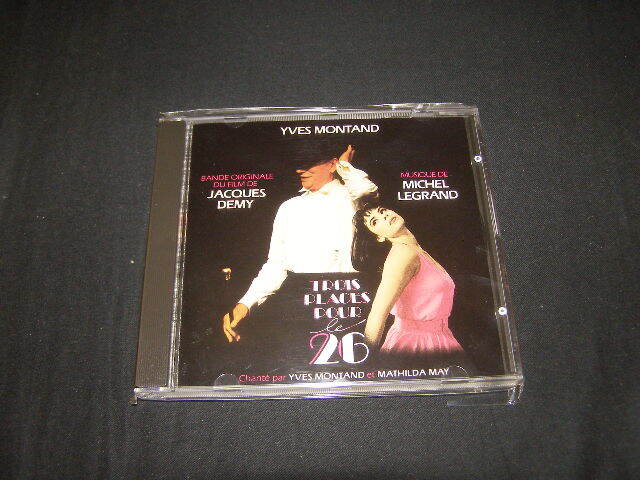 YVES MONTAND
BANDE ORIGINALE
DU FILM DE
JACQUES
DEMY
MUSIQUE DE
MICHEL
LEGRAND
TROIS
PLACES
POUR
le
26
Chanté par YVES MONTAND et MATHILDA MAY